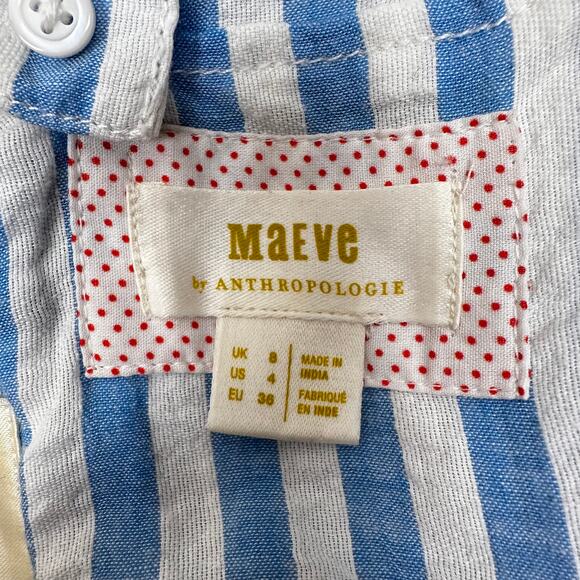 MaEVe
by ANTHROPOLOGIE
UK 8
US 4
EU 36
MADE IN
INDIA
FABRIQUÉ
EN INDE